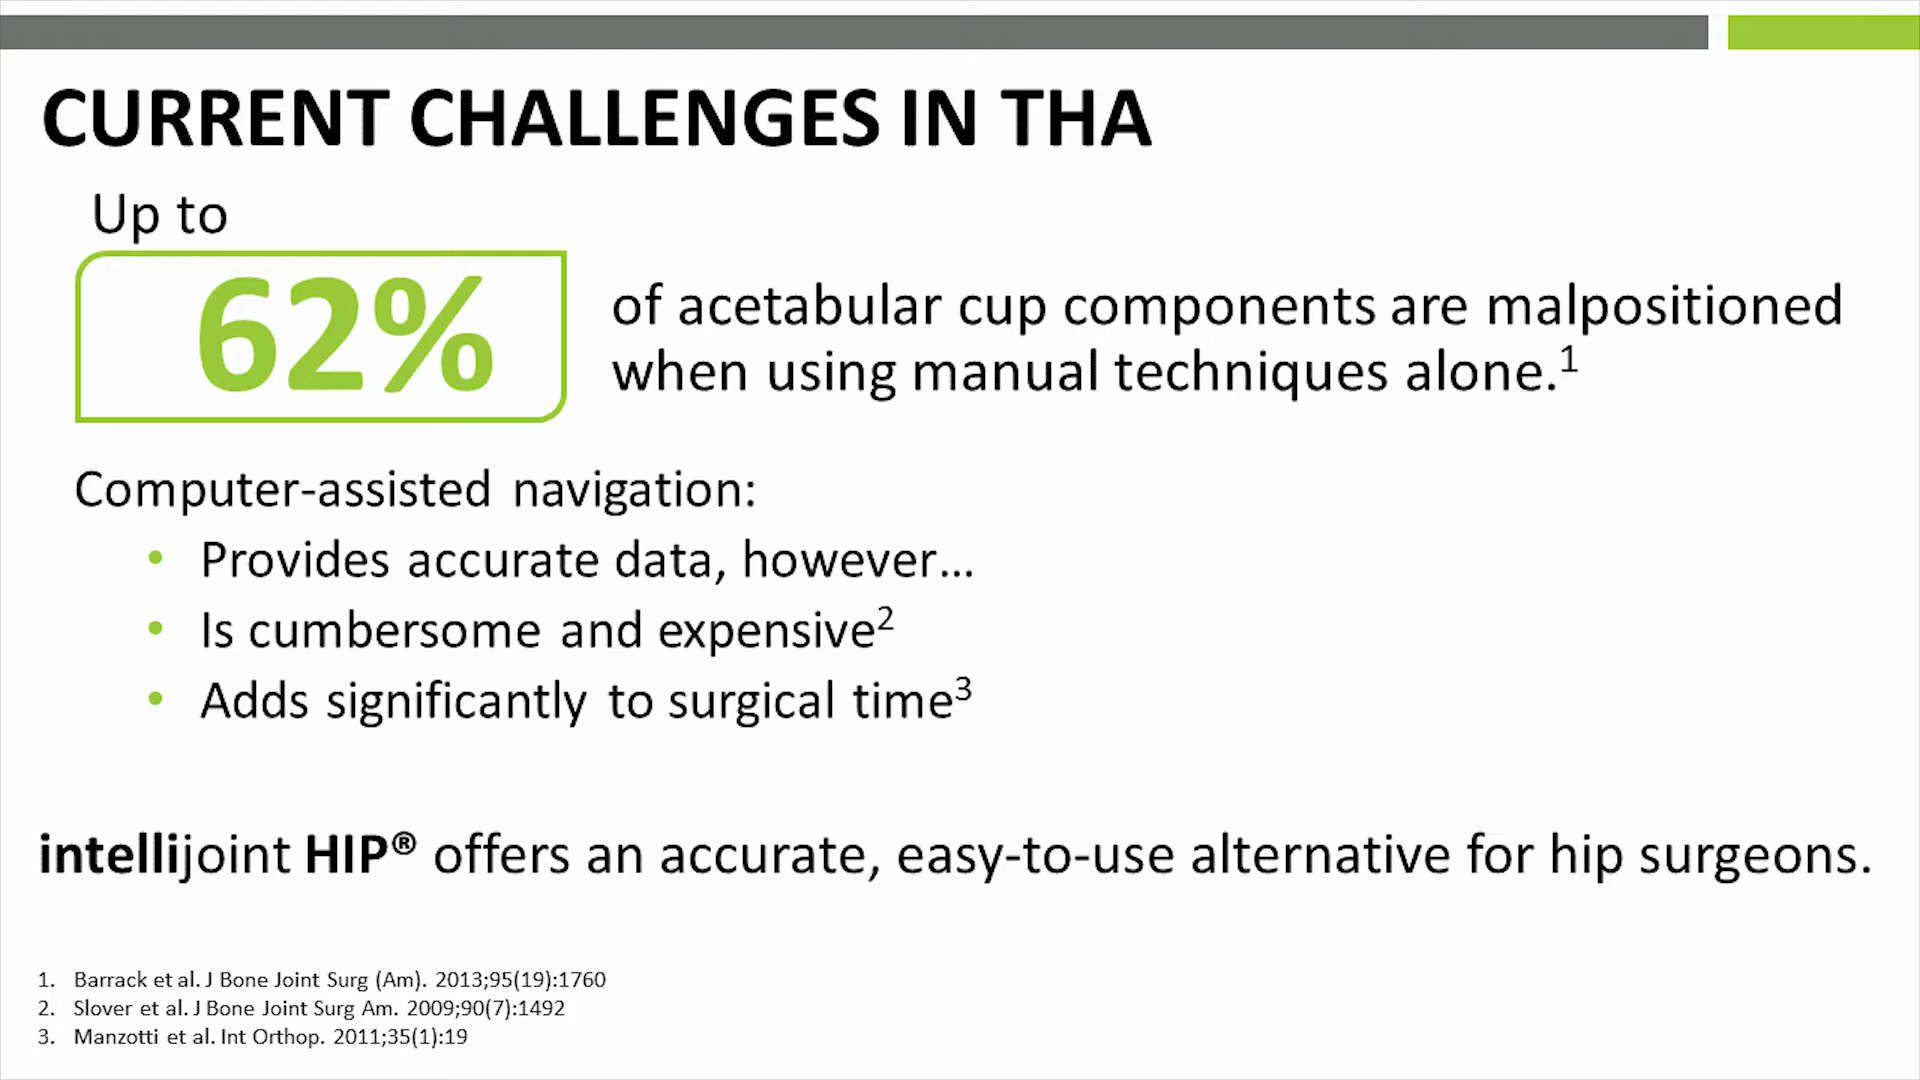 CURRENT CHALLENGES IN THA
Up to
62%
of acetabular cup components are malpositioned
when using manual techniques alone.1
Computer-assisted navigation:
• Provides accurate data, however…
• Is cumbersome and expensive2
• Adds significantly to surgical time3
intellijoint HIP® offers an accurate, easy-to-use alternative for hip surgeons.
1. Barrack et al. J Bone Joint Surg (Am). 2013;95(19):1760
2. Slover et al. J Bone Joint Surg Am. 2009;90(7):1492
3. Manzotti et al. Int Orthop. 2011;35(1):19